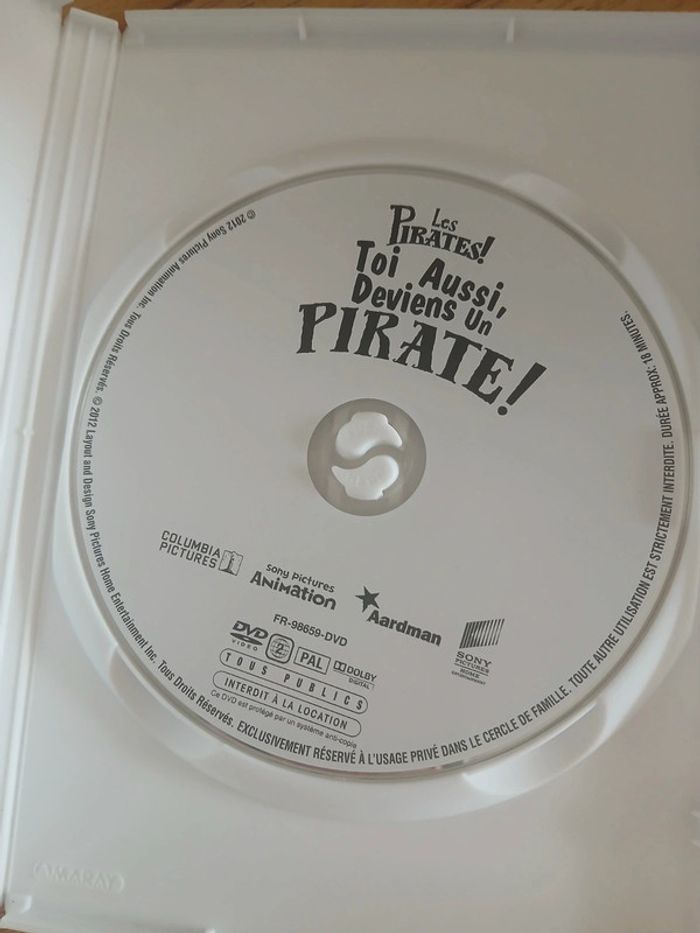 Les
PIRATES!
Toi Aussi,
Deviens Un
PIRATE!
COLUMBIA
PICTURES
Sony Pictures
Animation
Aardman
SONY
PICTURES
HOME
ENTERTAINMENT
FR-98659-DVD
DVD
VIDEO
2
PAL
DOLBY
DIGITAL
TOUS PUBLICS
INTERDIT À LA LOCATION
Ce DVD est protégé par un système anti-copie
© 2012 Sony Pictures Animation Inc. Tous Droits Réservés. © 2012 Layout and Design Sony Pictures Home Entertainment Inc. Tous Droits Réservés. EXCLUSIVEMENT RÉSERVÉ À L'USAGE PRIVÉ DANS LE CERCLE DE FAMILLE. TOUTE AUTRE UTILISATION EST STRICTEMENT INTERDITE. DURÉE APPROX: 18 MINUTES.
AMARAY